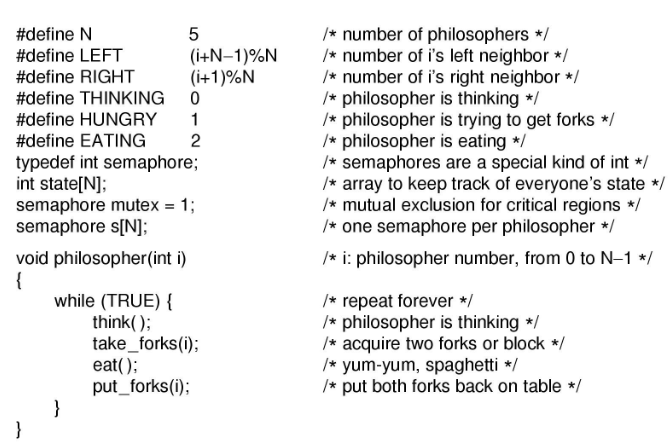 #define N 5 /* number of philosophers */
#define LEFT (i+N−1)%N /* number of i's left neighbor */
#define RIGHT (i+1)%N /* number of i's right neighbor */
#define THINKING 0 /* philosopher is thinking */
#define HUNGRY 1 /* philosopher is trying to get forks */
#define EATING 2 /* philosopher is eating */
typedef int semaphore; /* semaphores are a special kind of int */
int state[N]; /* array to keep track of everyone's state */
semaphore mutex = 1; /* mutual exclusion for critical regions */
semaphore s[N]; /* one semaphore per philosopher */
void philosopher(int i) /* i: philosopher number, from 0 to N−1 */
{
while (TRUE) { /* repeat forever */
think( ); /* philosopher is thinking */
take_forks(i); /* acquire two forks or block */
eat( ); /* yum-yum, spaghetti */
put_forks(i); /* put both forks back on table */
}
}